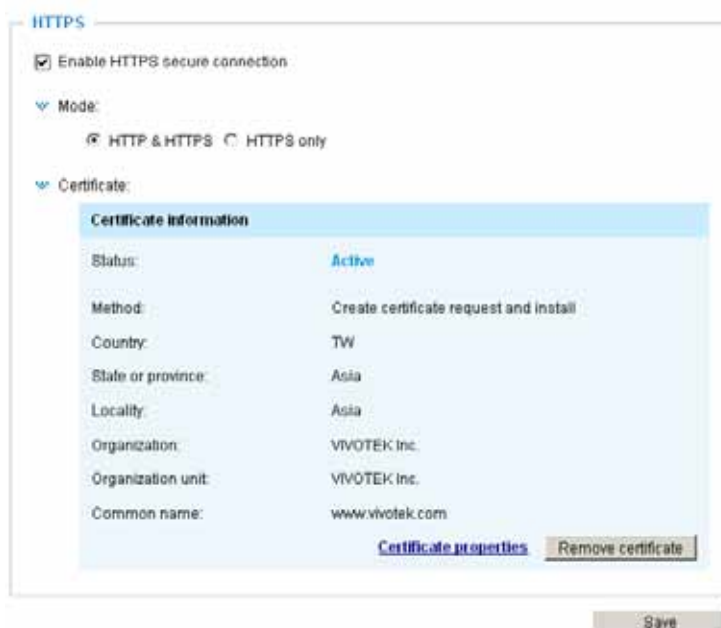 HTTPS
Enable HTTPS secure connection
Mode:
HTTP & HTTPS HTTPS only
Certificate:
Certificate information
Status: Active
Method: Create certificate request and install
Country: TW
State or province: Asia
Locality: Asia
Organization: VIVOTEK Inc.
Organization unit: VIVOTEK Inc.
Common name: www.vivotek.com
Certificate properties Remove certificate
Save